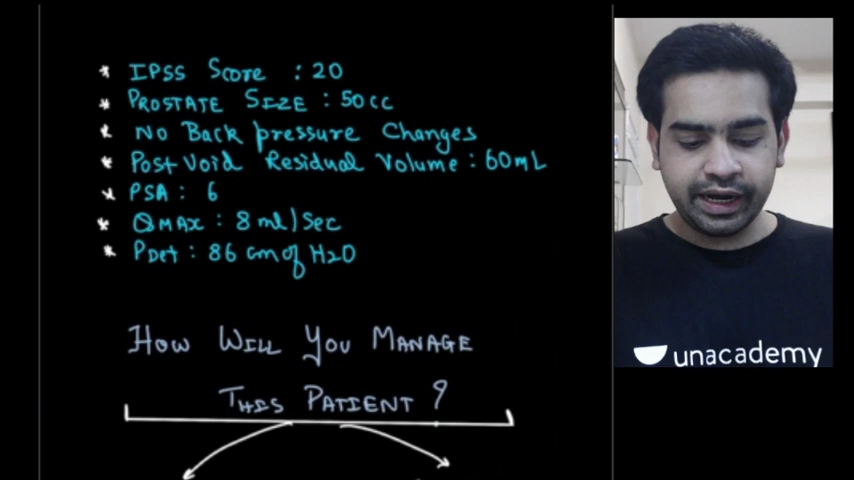 * IPSS Score : 20
* PROSTATE SIZE : 50cc
* No Back pressure Changes
* Post Void Residual Volume : 60mL
* PSA : 6
* QMAX : 8 ml/sec
* PDet : 86 cm of H2O
HOW WILL YOU MANAGE
THIS PATIENT ?
unacademy